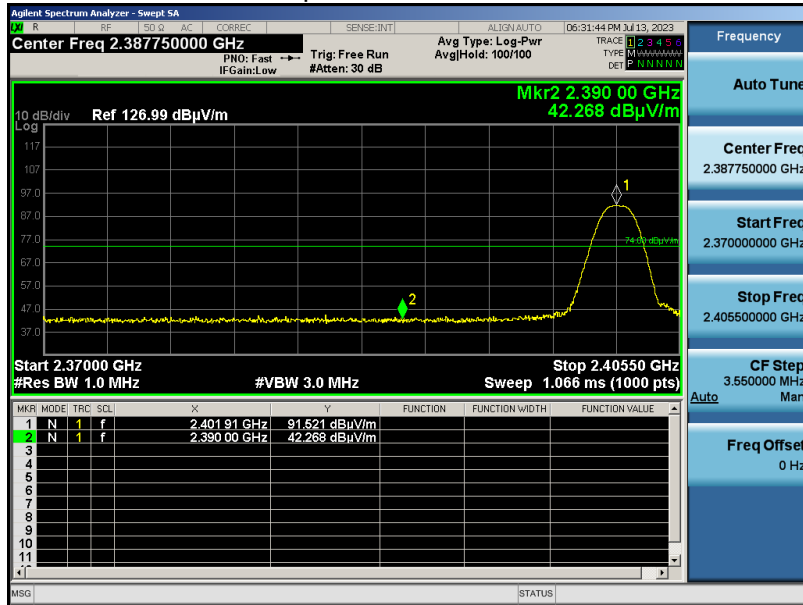 Agilent Spectrum Analyzer - Swept SA
LXI R RF 50 Ω AC CORREC SENSE:INT ALIGN AUTO 06:31:44 PM Jul 13, 2023
Center Freq 2.387750000 GHz
PNO: Fast
IFGain:Low
Trig: Free Run
#Atten: 30 dB
Avg Type: Log-Pwr
Avg|Hold: 100/100
TRACE 1 2 3 4 5 6
TYPE M
DET P N N N N N
Mkr2 2.390 00 GHz
42.268 dBµV/m
10 dB/div Ref 126.99 dBµV/m
Log
117
107
97.0
87.0
77.0
67.0
57.0
47.0
37.0
1
74.00 dBµV/m
2
Start 2.37000 GHz Stop 2.40550 GHz
#Res BW 1.0 MHz #VBW 3.0 MHz Sweep 1.066 ms (1000 pts)
MKR MODE TRC SCL X Y FUNCTION FUNCTION WIDTH FUNCTION VALUE
1 N 1 f 2.401 91 GHz 91.521 dBµV/m
2 N 1 f 2.390 00 GHz 42.268 dBµV/m
3
4
5
6
7
8
9
10
11
MSG STATUS
Frequency
Auto Tune
Center Freq
2.387750000 GHz
Start Freq
2.370000000 GHz
Stop Freq
2.405500000 GHz
CF Step
3.550000 MHz
Auto Man
Freq Offset
0 Hz